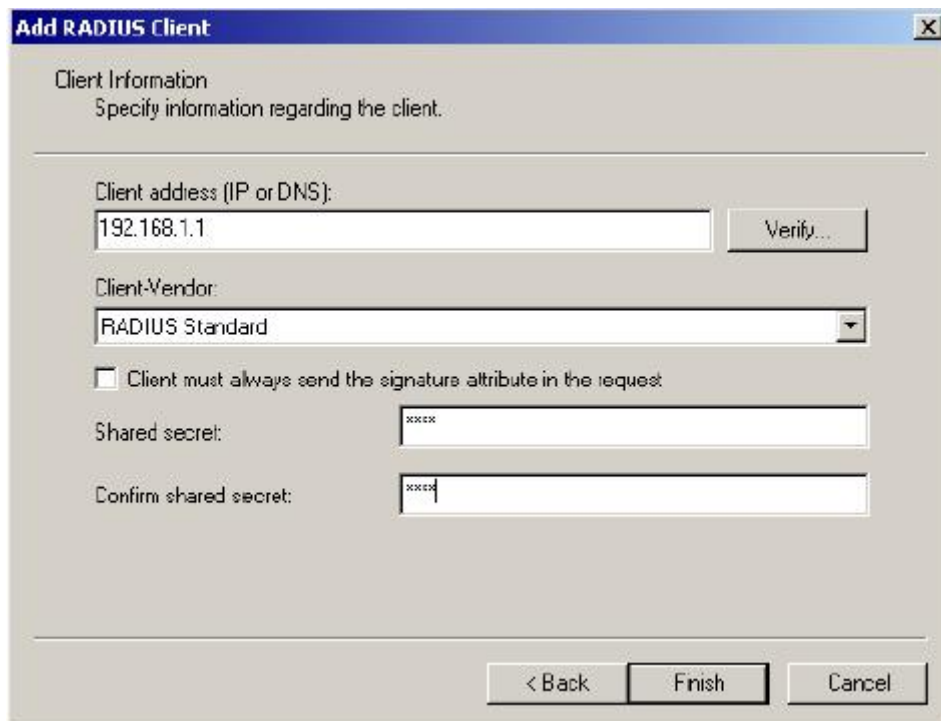 Add RADIUS Client
Client Information
Specify information regarding the client.
Client address (IP or DNS):
192.168.1.1
Verify...
Client-Vendor:
RADIUS Standard
Client must always send the signature attribute in the request
Shared secret:
××××
Confirm shared secret:
××××
< Back
Finish
Cancel